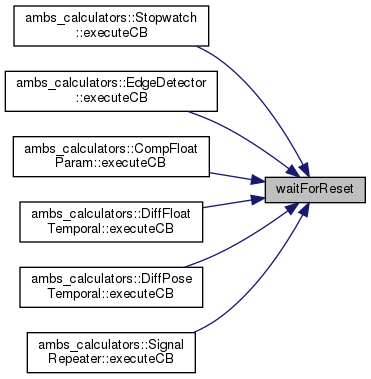 ambs_calculators::Stopwatch
::executeCB
ambs_calculators::EdgeDetector
::executeCB
ambs_calculators::CompFloat
Param::executeCB
waitForReset
ambs_calculators::DiffFloat
Temporal::executeCB
ambs_calculators::DiffPose
Temporal::executeCB
ambs_calculators::Signal
Repeater::executeCB